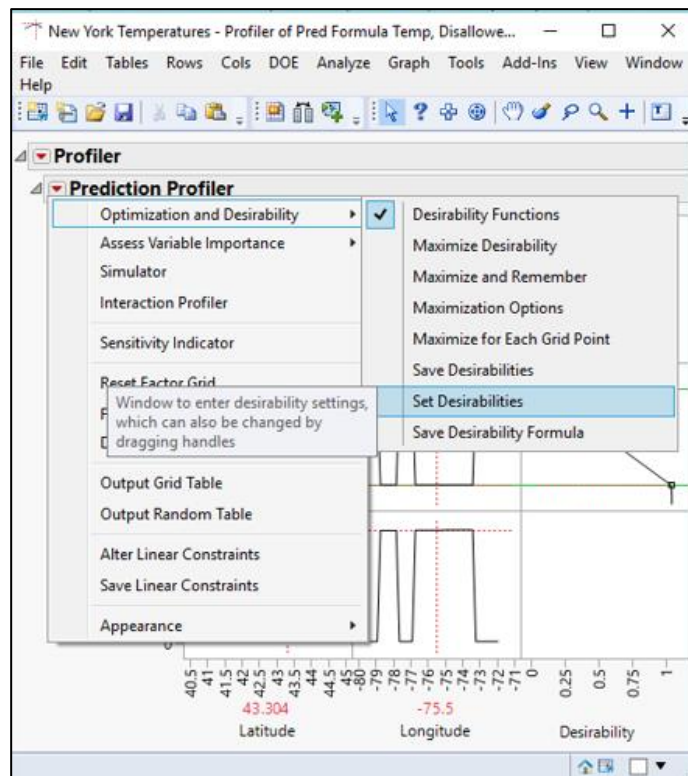 New York Temperatures - Profiler of Pred Formula Temp, Disallowe...
File Edit Tables Rows Cols DOE Analyze Graph Tools Add-Ins View Window
Help
Profiler
Prediction Profiler
Optimization and Desirability
Assess Variable Importance
Simulator
Interaction Profiler
Sensitivity Indicator
Reset Factor Grid
F
D
Window to enter desirability settings,
which can also be changed by
dragging handles
Output Grid Table
Output Random Table
Alter Linear Constraints
Save Linear Constraints
Appearance
Desirability Functions
Maximize Desirability
Maximize and Remember
Maximization Options
Maximize for Each Grid Point
Save Desirabilities
Set Desirabilities
Save Desirability Formula
0
40.5 41 41.5 42 42.5 43 43.5 44 44.5 45
-80 -79 -78 -77 -76 -75 -74 -73 -72 -71
0 0.25 0.5 0.75 1
43.304
Latitude
-75.5
Longitude
Desirability